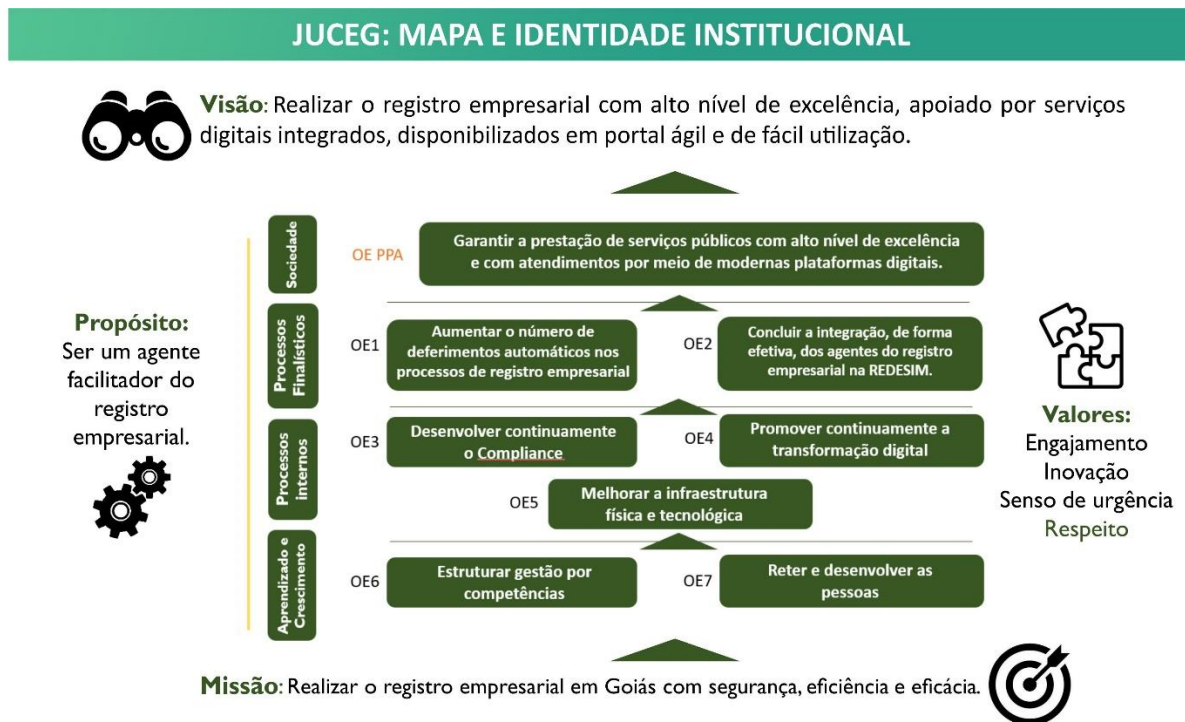 JUCEG: MAPA E IDENTIDADE INSTITUCIONAL
Visão: Realizar o registro empresarial com alto nível de excelência, apoiado por serviços
digitais integrados, disponibilizados em portal ágil e de fácil utilização.
Propósito:
Ser um agente
facilitador do
registro
empresarial.
Sociedade
OE PPA
Garantir a prestação de serviços públicos com alto nível de excelência
e com atendimentos por meio de modernas plataformas digitais.
Processos
Finalísticos
OE1
Aumentar o número de
deferimentos automáticos nos
processos de registro empresarial
OE2
Concluir a integração, de forma
efetiva, dos agentes do registro
empresarial na REDESIM.
Processos
internos
OE3
Desenvolver continuamente
o Compliance
OE4
Promover continuamente a
transformação digital
OE5
Melhorar a infraestrutura
física e tecnológica
Aprendizado e
Crescimento
OE6
Estruturar gestão por
competências
OE7
Reter e desenvolver as
pessoas
Valores:
Engajamento
Inovação
Senso de urgência
Respeito
Missão: Realizar o registro empresarial em Goiás com segurança, eficiência e eficácia.